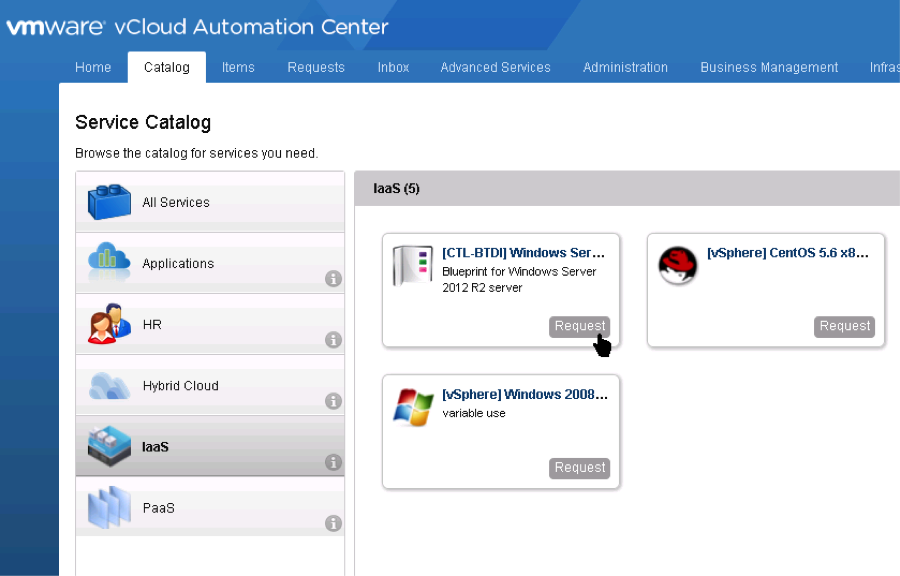 vmware vCloud Automation Center
Home Catalog Items Requests Inbox Advanced Services Administration Business Management Infras
Service Catalog
Browse the catalog for services you need.
All Services
Applications
HR
Hybrid Cloud
IaaS
PaaS
IaaS (5)
[CTL-BTDI] Windows Ser...
Blueprint for Windows Server
2012 R2 server
Request
[vSphere] CentOS 5.6 x8...
Request
[vSphere] Windows 2008...
variable use
Request